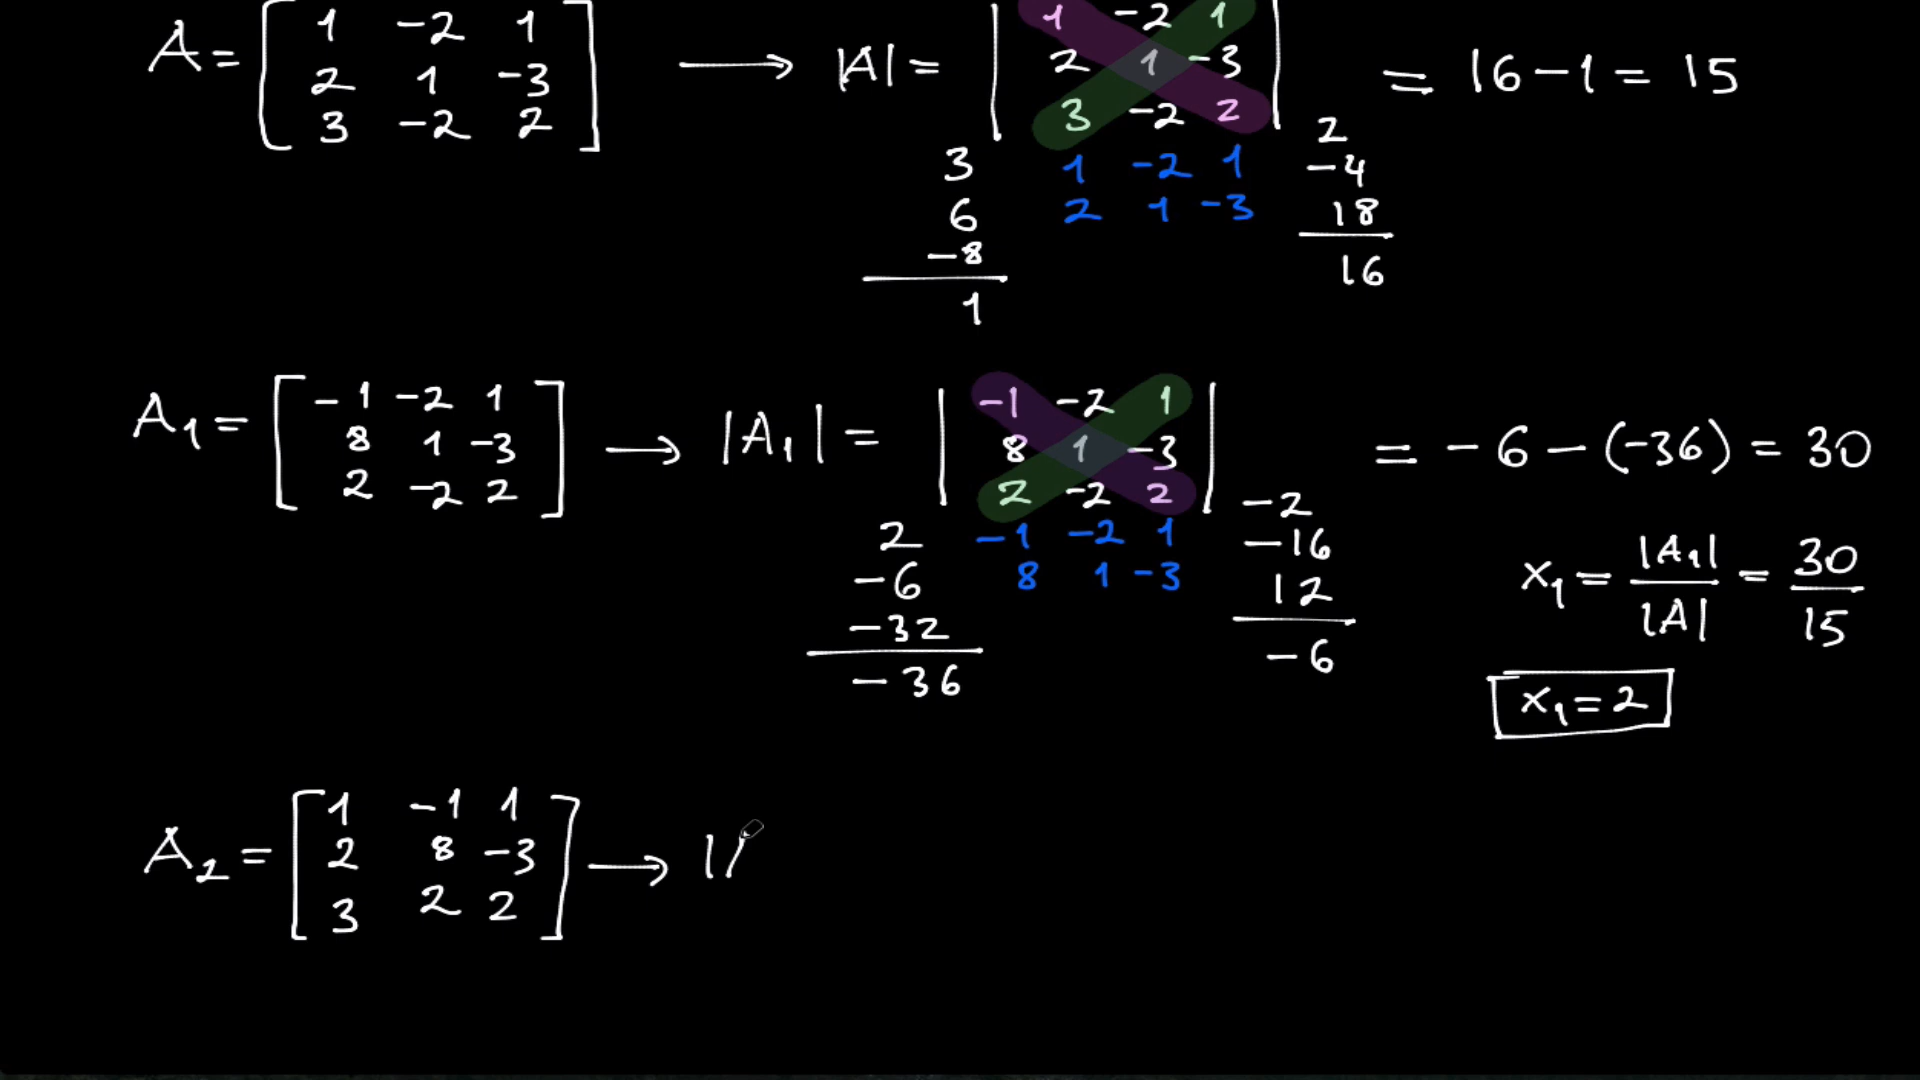 A = [ 1 -2 1 → |A| = | 1 -2 1 | = 16 - 1 = 15
2 1 -3 2 1 -3
3 -2 2 ] 3 -2 2
3 1 -2 1 2
6 2 1 -3 -4
-8 18
1 16
A1 = [ -1 -2 1 → |A1| = | -1 -2 1 | = -6 - (-36) = 30
8 1 -3 8 1 -3
2 -2 2 ] 2 -2 2
2 -1 -2 1 -2
-6 8 1 -3 -16
-32 12
-36 -6
x1 = |A1| / |A| = 30 / 15
x1 = 2
A2 = [ 1 -1 1 → |/
2 8 -3
3 2 2 ]